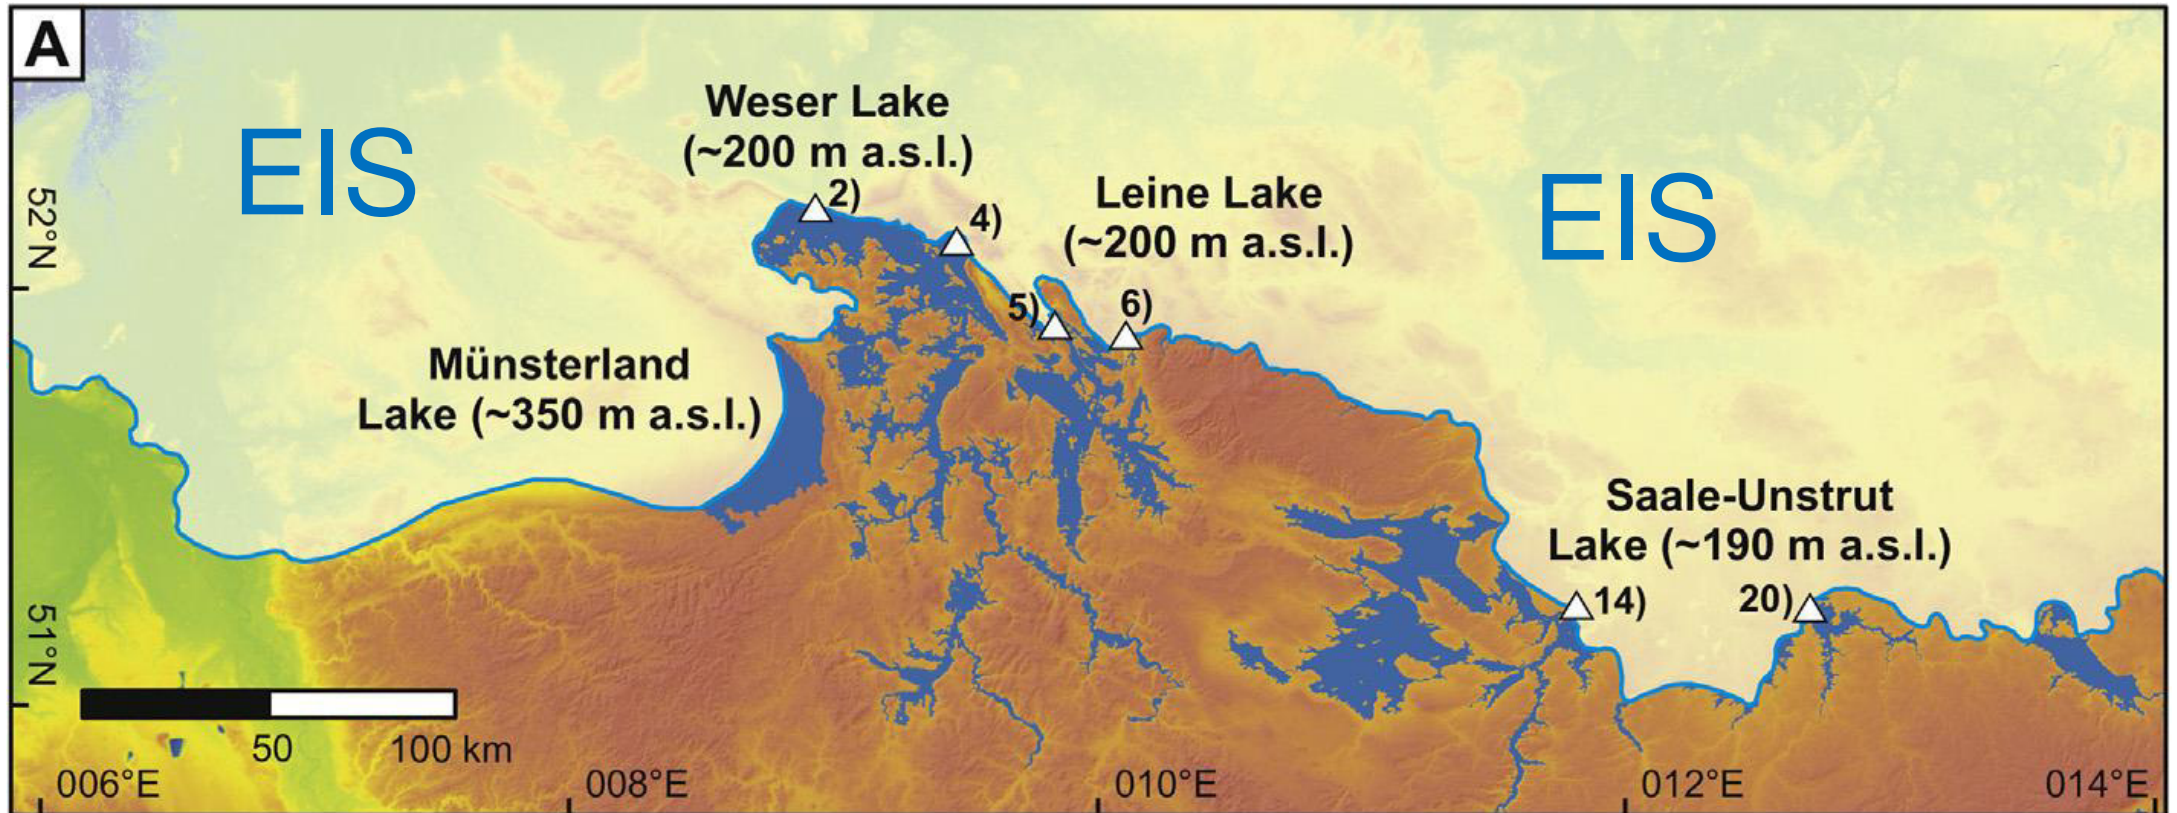 A
EIS
Weser Lake
(~200 m a.s.l.)
2)
4)
Leine Lake
(~200 m a.s.l.)
EIS
52°N
5)
6)
Münsterland
Lake (~350 m a.s.l.)
Saale-Unstrut
Lake (~190 m a.s.l.)
14)
20)
51°N
50
100 km
006°E
008°E
010°E
012°E
014°E